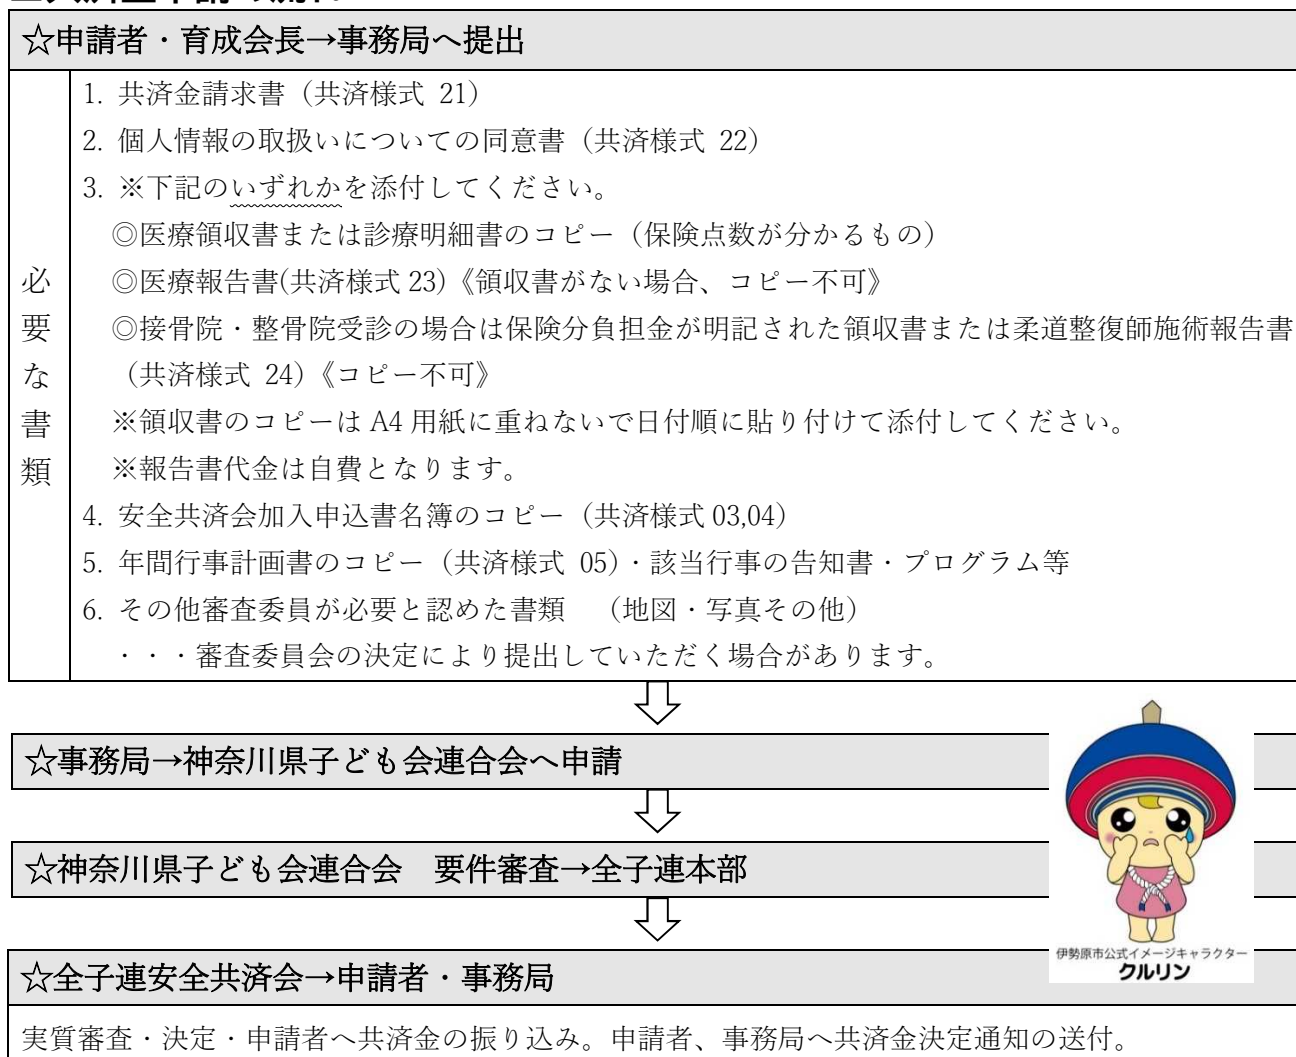 ☆申請者・育成会長→事務局へ提出
必要な書類
1. 共済金請求書（共済様式 21）
2. 個人情報の取扱いについての同意書（共済様式 22）
3. ※下記のいずれかを添付してください。
◎医療領収書または診療明細書のコピー（保険点数が分かるもの）
◎医療報告書(共済様式 23)《領収書がない場合、コピー不可》
◎接骨院・整骨院受診の場合は保険分負担金が明記された領収書または柔道整復師施術報告書
（共済様式 24）《コピー不可》
※領収書のコピーは A4 用紙に重ねないで日付順に貼り付けて添付してください。
※報告書代金は自費となります。
4. 安全共済会加入申込書名簿のコピー（共済様式 03,04）
5. 年間行事計画書のコピー（共済様式 05）・該当行事の告知書・プログラム等
6. その他審査委員が必要と認めた書類　（地図・写真その他）
・・・審査委員会の決定により提出していただく場合があります。
☆事務局→神奈川県子ども会連合会へ申請
☆神奈川県子ども会連合会　要件審査→全子連本部
伊勢原市公式イメージキャラクター
クルリン
☆全子連安全共済会→申請者・事務局
実質審査・決定・申請者へ共済金の振り込み。申請者、事務局へ共済金決定通知の送付。